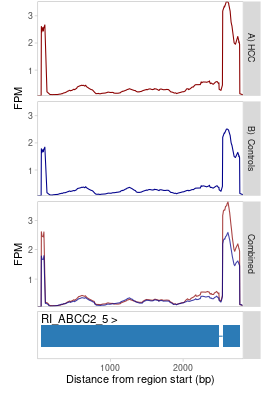 3
2
1
A) HCC
FPM
3
2
1
B) Controls
3
2
1
FPM
Combined
RI_ABCC2_5 >
1000
2000
Distance from region start (bp)